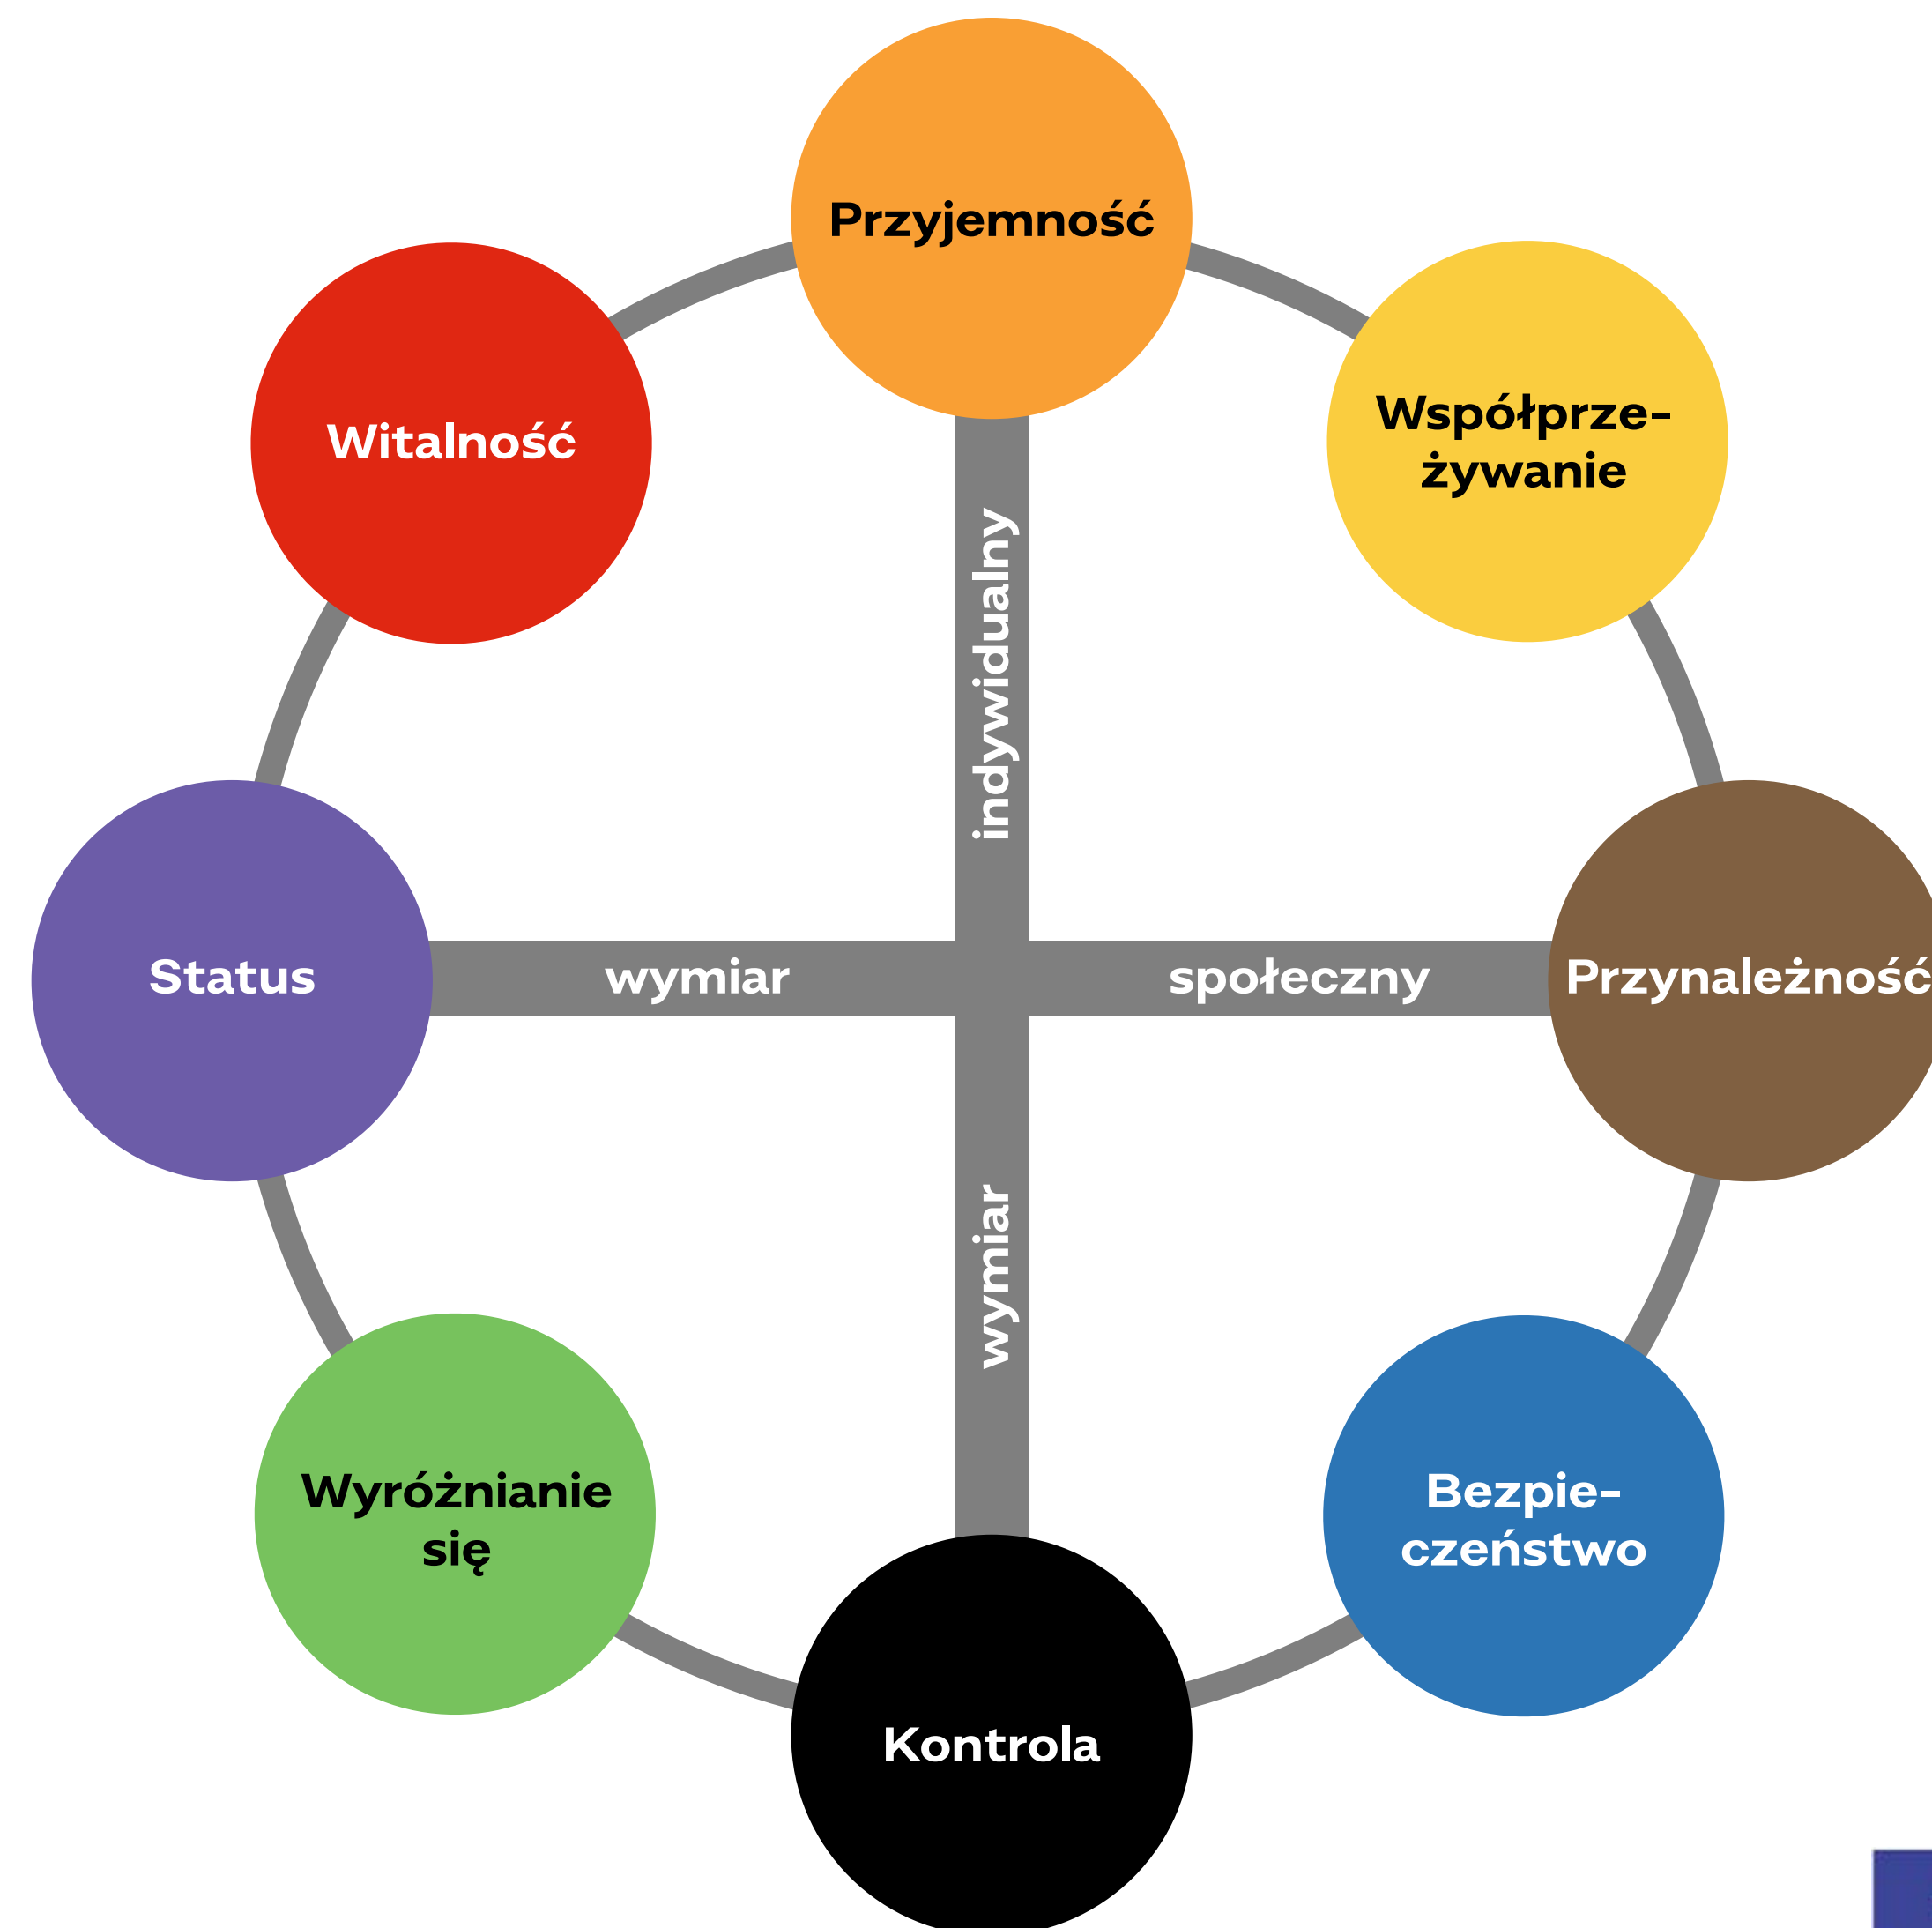 Przyjemność
Współprze-
żywanie
Witalność
indywidualny
Status
wymiar
społeczny
Przynależność
wymiar
Wyróżnianie
się
Bezpie-
czeństwo
Kontrola